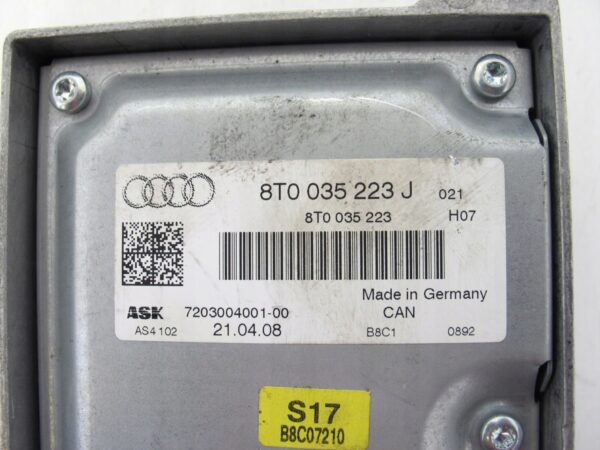 8T0 035 223 J 021
8T0 035 223 H07
Made in Germany
ASK 7203004001-00 CAN
AS4 102 21.04.08 B8C1 0892
S17
B8C07210